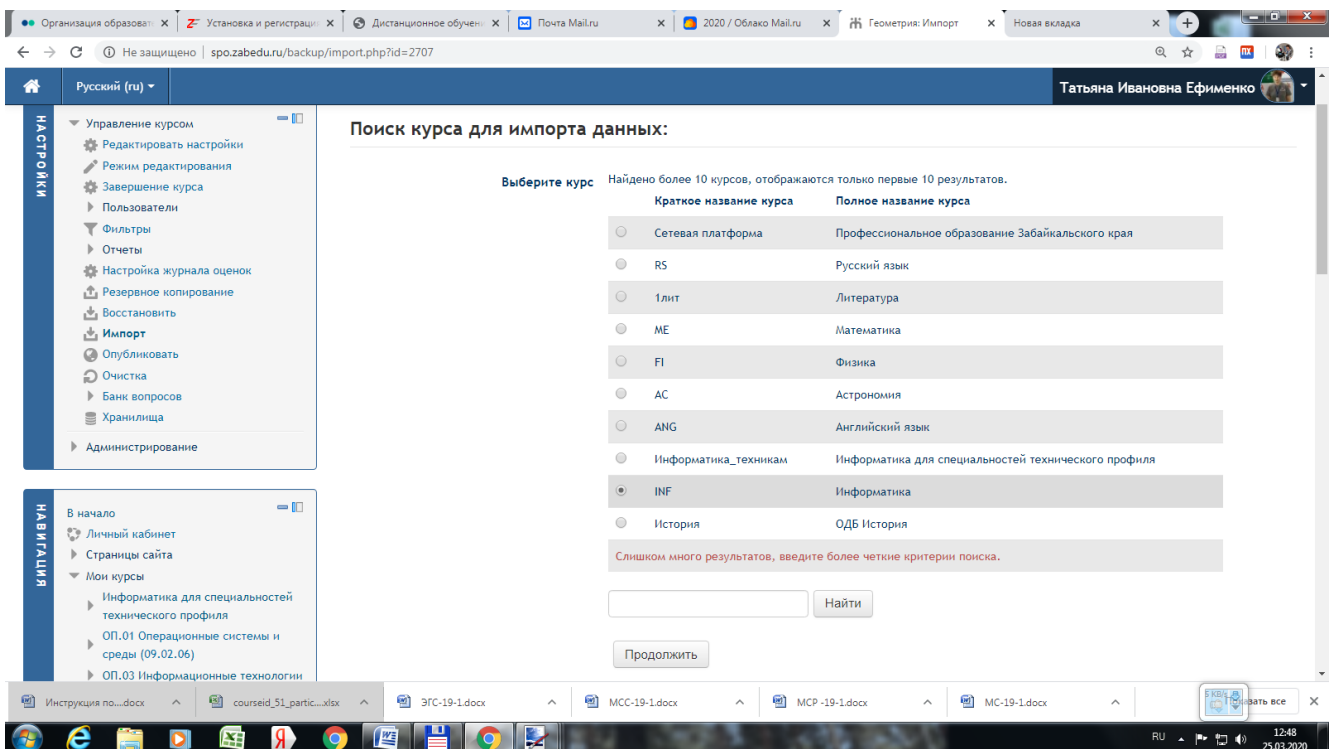 Организация образоват
Установка и регистрац
Дистанционное обучен
Почта Mail.ru
2020 / Облако Mail.ru
Геометрия: Импорт
Новая вкладка
Не защищено | spo.zabedu.ru/backup/import.php?id=2707
Русский (ru)
Татьяна Ивановна Ефименко
НАСТРОЙКИ
Управление курсом
Редактировать настройки
Режим редактирования
Завершение курса
Пользователи
Фильтры
Отчеты
Настройка журнала оценок
Резервное копирование
Восстановить
Импорт
Опубликовать
Очистка
Банк вопросов
Хранилища
Администрирование
НАВИГАЦИЯ
В начало
Личный кабинет
Страницы сайта
Мои курсы
Информатика для специальностей
технического профиля
ОП.01 Операционные системы и
среды (09.02.06)
ОП.03 Информационные технологии
Поиск курса для импорта данных:
Выберите курс
Найдено более 10 курсов, отображаются только первые 10 результатов.
Краткое название курса Полное название курса
Сетевая платформа Профессиональное образование Забайкальского края
RS Русский язык
1лит Литература
ME Математика
FI Физика
AC Астрономия
ANG Английский язык
Информатика_техникам Информатика для специальностей технического профиля
INF Информатика
История ОДБ История
Слишком много результатов, введите более четкие критерии поиска.
Найти
Продолжить
Инструкция по....docx
courseid_51_partic....xlsx
ЭГС-19-1.docx
МСС-19-1.docx
МСР -19-1.docx
МС-19-1.docx
RU
12:48
25.03.2020